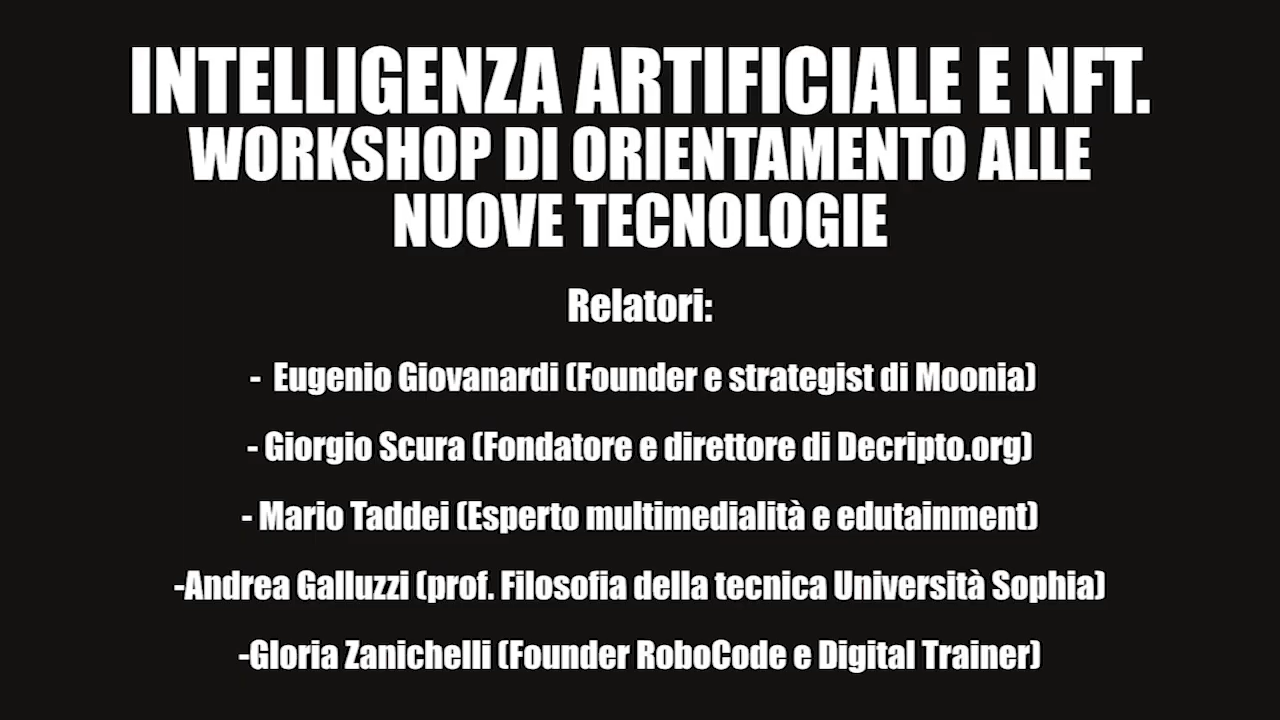 INTELLIGENZA ARTIFICIALE E NFT.
WORKSHOP DI ORIENTAMENTO ALLE
NUOVE TECNOLOGIE
Relatori:
- Eugenio Giovanardi (Founder e strategist di Moonia)
- Giorgio Scura (Fondatore e direttore di Decripto.org)
- Mario Taddei (Esperto multimedialità e edutainment)
-Andrea Galluzzi (prof. Filosofia della tecnica Università Sophia)
-Gloria Zanichelli (Founder RoboCode e Digital Trainer)